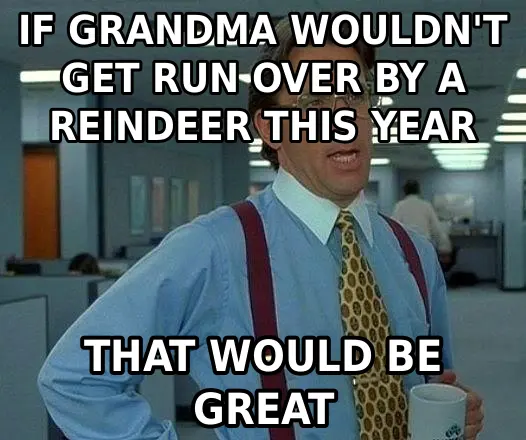 IF GRANDMA WOULDN'T
GET RUN OVER BY A
REINDEER THIS YEAR
THAT WOULD BE
GREAT